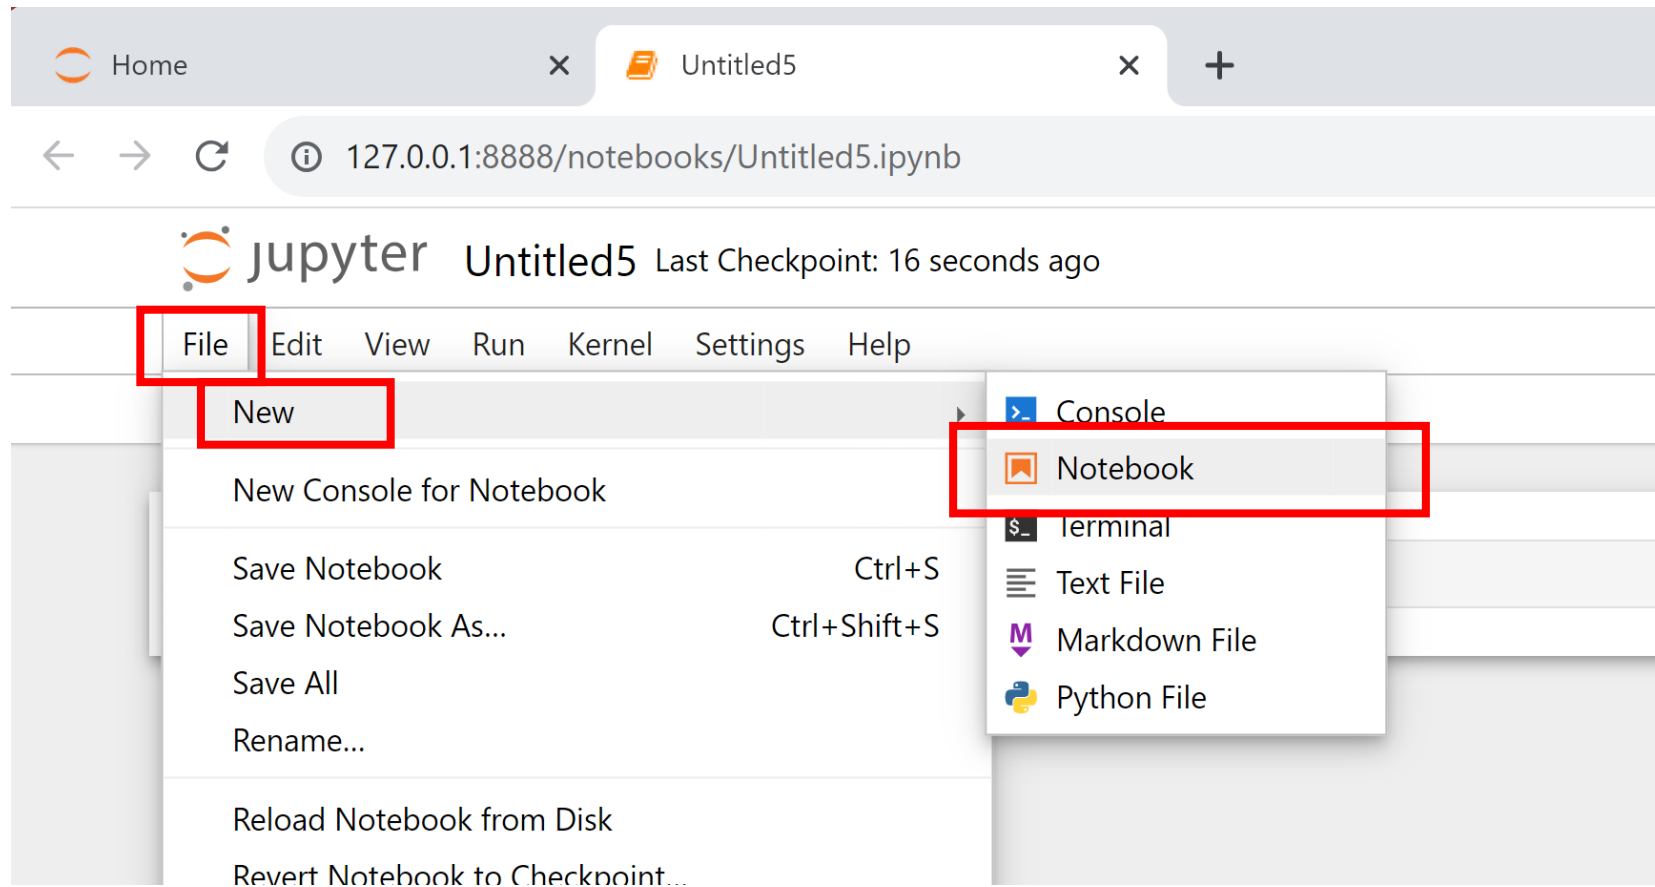 Home
Untitled5
127.0.0.1:8888/notebooks/Untitled5.ipynb
jupyter Untitled5 Last Checkpoint: 16 seconds ago
File Edit View Run Kernel Settings Help
New
New Console for Notebook
Save Notebook Ctrl+S
Save Notebook As... Ctrl+Shift+S
Save All
Rename...
Reload Notebook from Disk
Revert Notebook to Checkpoint...
Console
Notebook
Terminal
Text File
Markdown File
Python File